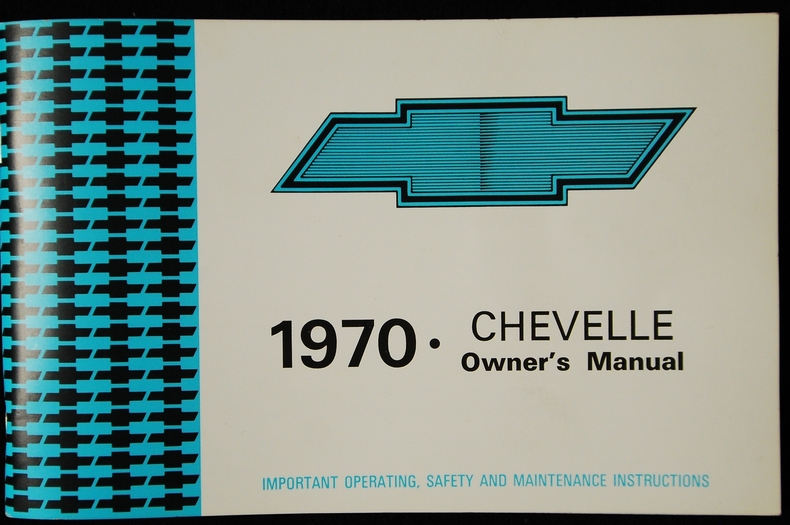 1970 • CHEVELLE
Owner's Manual
IMPORTANT OPERATING, SAFETY AND MAINTENANCE INSTRUCTIONS